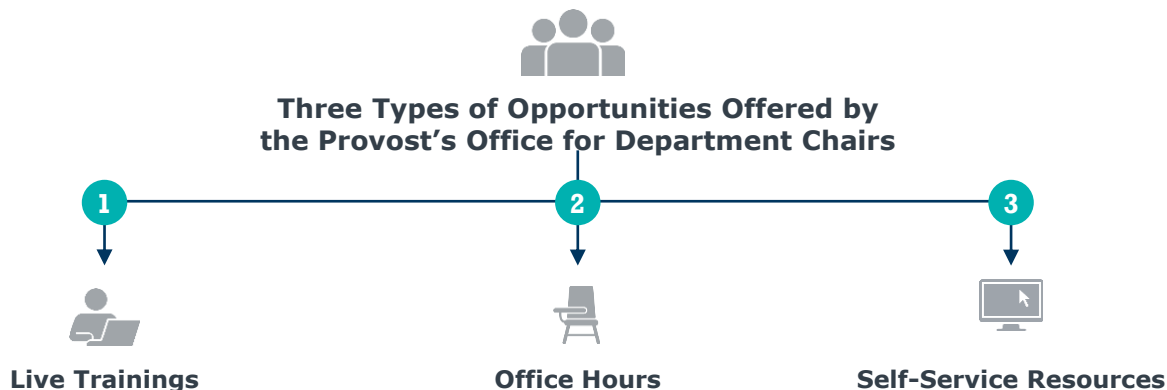 Three Types of Opportunities Offered by
the Provost’s Office for Department Chairs
1
2
3
Live Trainings
Office Hours
Self-Service Resources